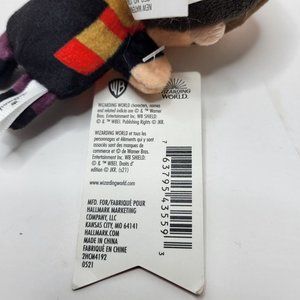 WB
WIZARDING
WORLD
WIZARDING WORLD characters, names
and related indicia are © & ™ Warner
Bros. Entertainment Inc. WB SHIELD:
© & ™ WBEI. Publishing Rights © JKR.
WIZARDING WORLD et tous les
personnages et éléments qui y sont
associés sont des marques de commerce
et © de Warner Bros.
Entertainment Inc. WB SHIELD:
© & ™ WBEI. Droits d'
édition © JKR. (s21)
www.wizardingworld.com
7 63795 43559 3
MFD. FOR/FABRIQUÉ POUR
HALLMARK MARKETING
COMPANY, LLC
KANSAS CITY, MO 64141
HALLMARK.COM
MADE IN CHINA
FABRIQUÉ EN CHINE
2HCM4192
0521